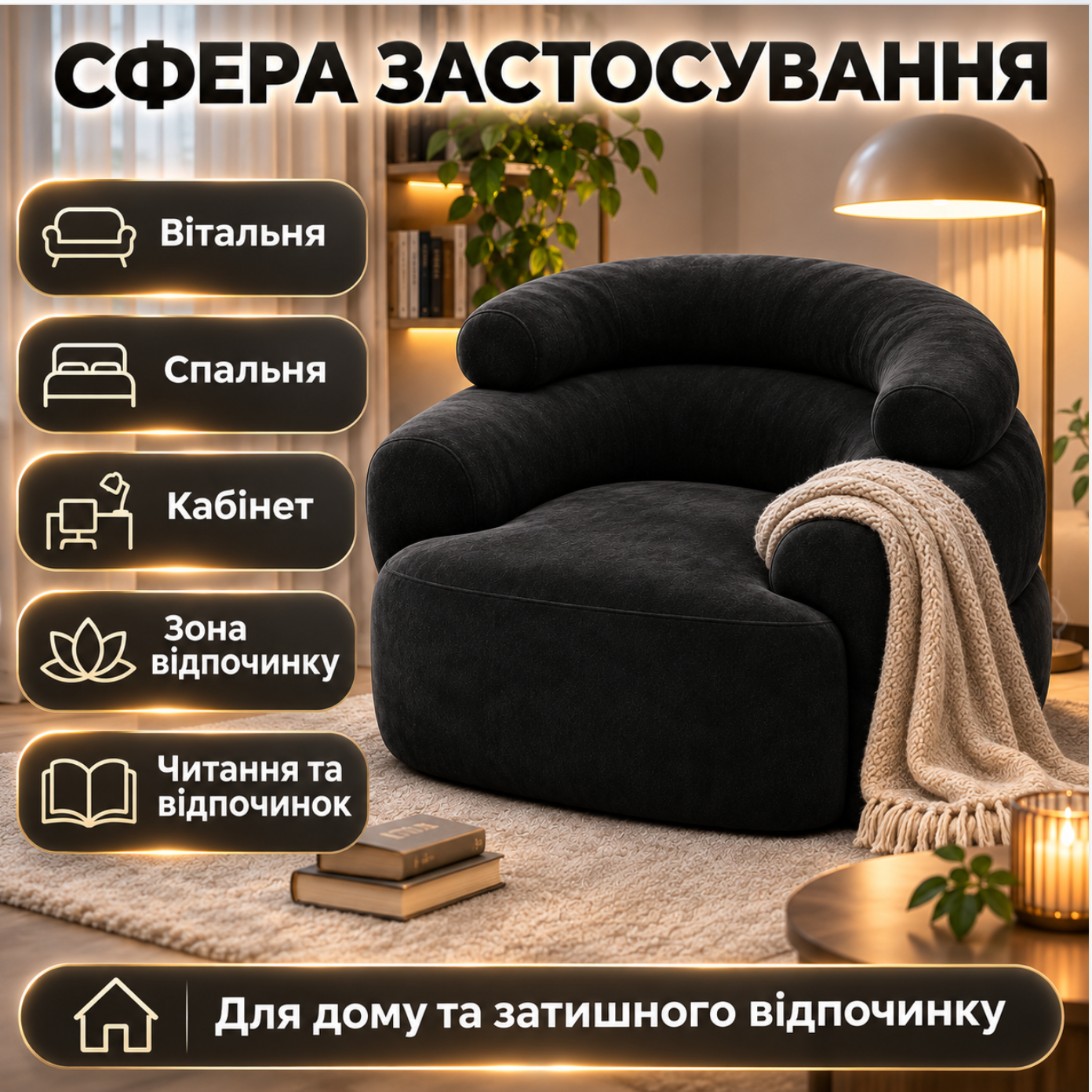 СФЕРА ЗАСТОСУВАННЯ
Вітальня
Спальня
Кабінет
Зона
відпочинку
Читання та
відпочинок
Для дому та затишного відпочинку